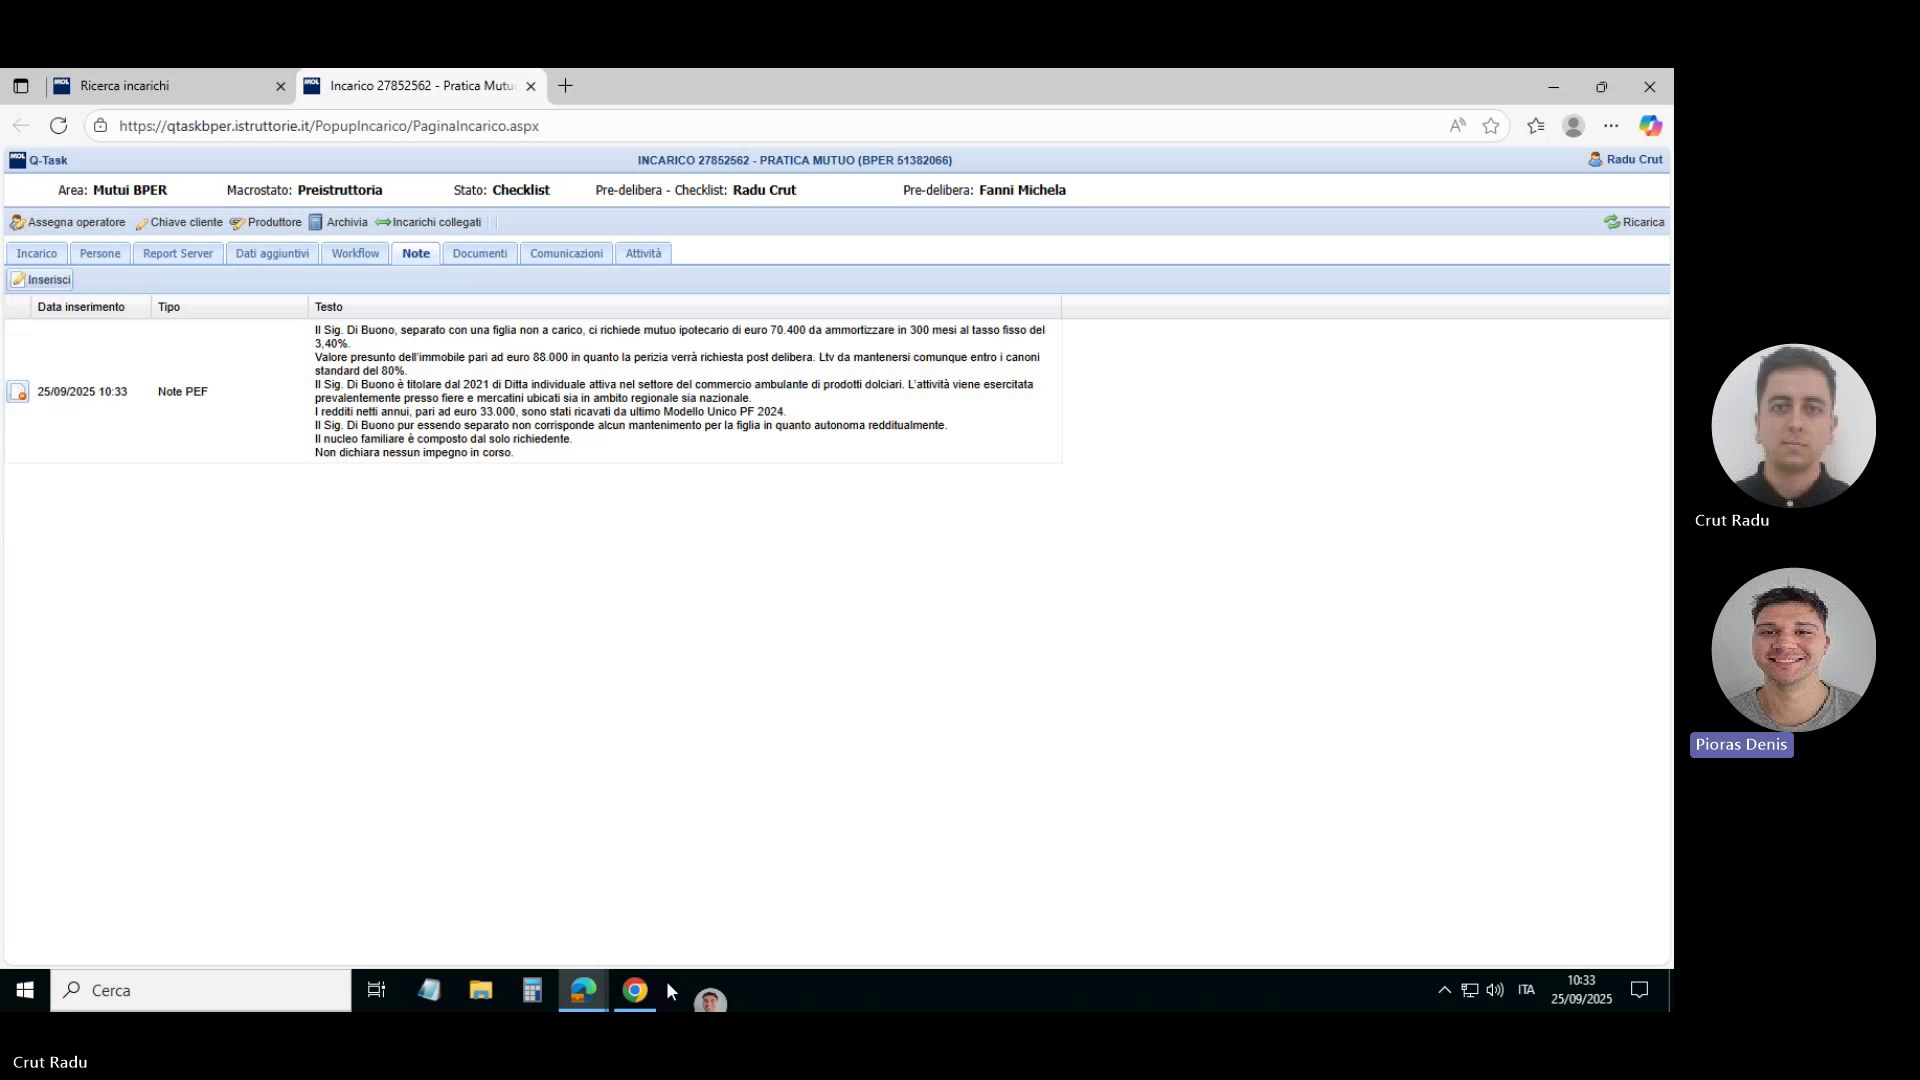 Ricerca incarichi
Incarico 27852562 - Pratica Mutu
https://qtaskbper.istruttorie.it/PopupIncarico/PaginaIncarico.aspx
MOL Q-Task
INCARICO 27852562 - PRATICA MUTUO (BPER 51382066)
Radu Crut
Area: Mutui BPER
Macrostato: Preistruttoria
Stato: Checklist
Pre-delibera - Checklist: Radu Crut
Pre-delibera: Fanni Michela
Assegna operatore
Chiave cliente
Produttore
Archivia
Incarichi collegati
Ricarica
Incarico
Persone
Report Server
Dati aggiuntivi
Workflow
Note
Documenti
Comunicazioni
Attività
Inserisci
Data inserimento
Tipo
Testo
25/09/2025 10:33
Note PEF
Il Sig. Di Buono, separato con una figlia non a carico, ci richiede mutuo ipotecario di euro 70.400 da ammortizzare in 300 mesi al tasso fisso del
3,40%.
Valore presunto dell'immobile pari ad euro 88.000 in quanto la perizia verrà richiesta post delibera. Ltv da mantenersi comunque entro i canoni
standard del 80%.
Il Sig. Di Buono è titolare dal 2021 di Ditta individuale attiva nel settore del commercio ambulante di prodotti dolciari. L'attività viene esercitata
prevalentemente presso fiere e mercatini ubicati sia in ambito regionale sia nazionale.
I redditi netti annui, pari ad euro 33.000, sono stati ricavati da ultimo Modello Unico PF 2024.
Il Sig. Di Buono pur essendo separato non corrisponde alcun mantenimento per la figlia in quanto autonoma redditualmente.
Il nucleo familiare è composto dal solo richiedente.
Non dichiara nessun impegno in corso.
Crut Radu
Pioras Denis
Cerca
ITA
10:33
25/09/2025
Crut Radu